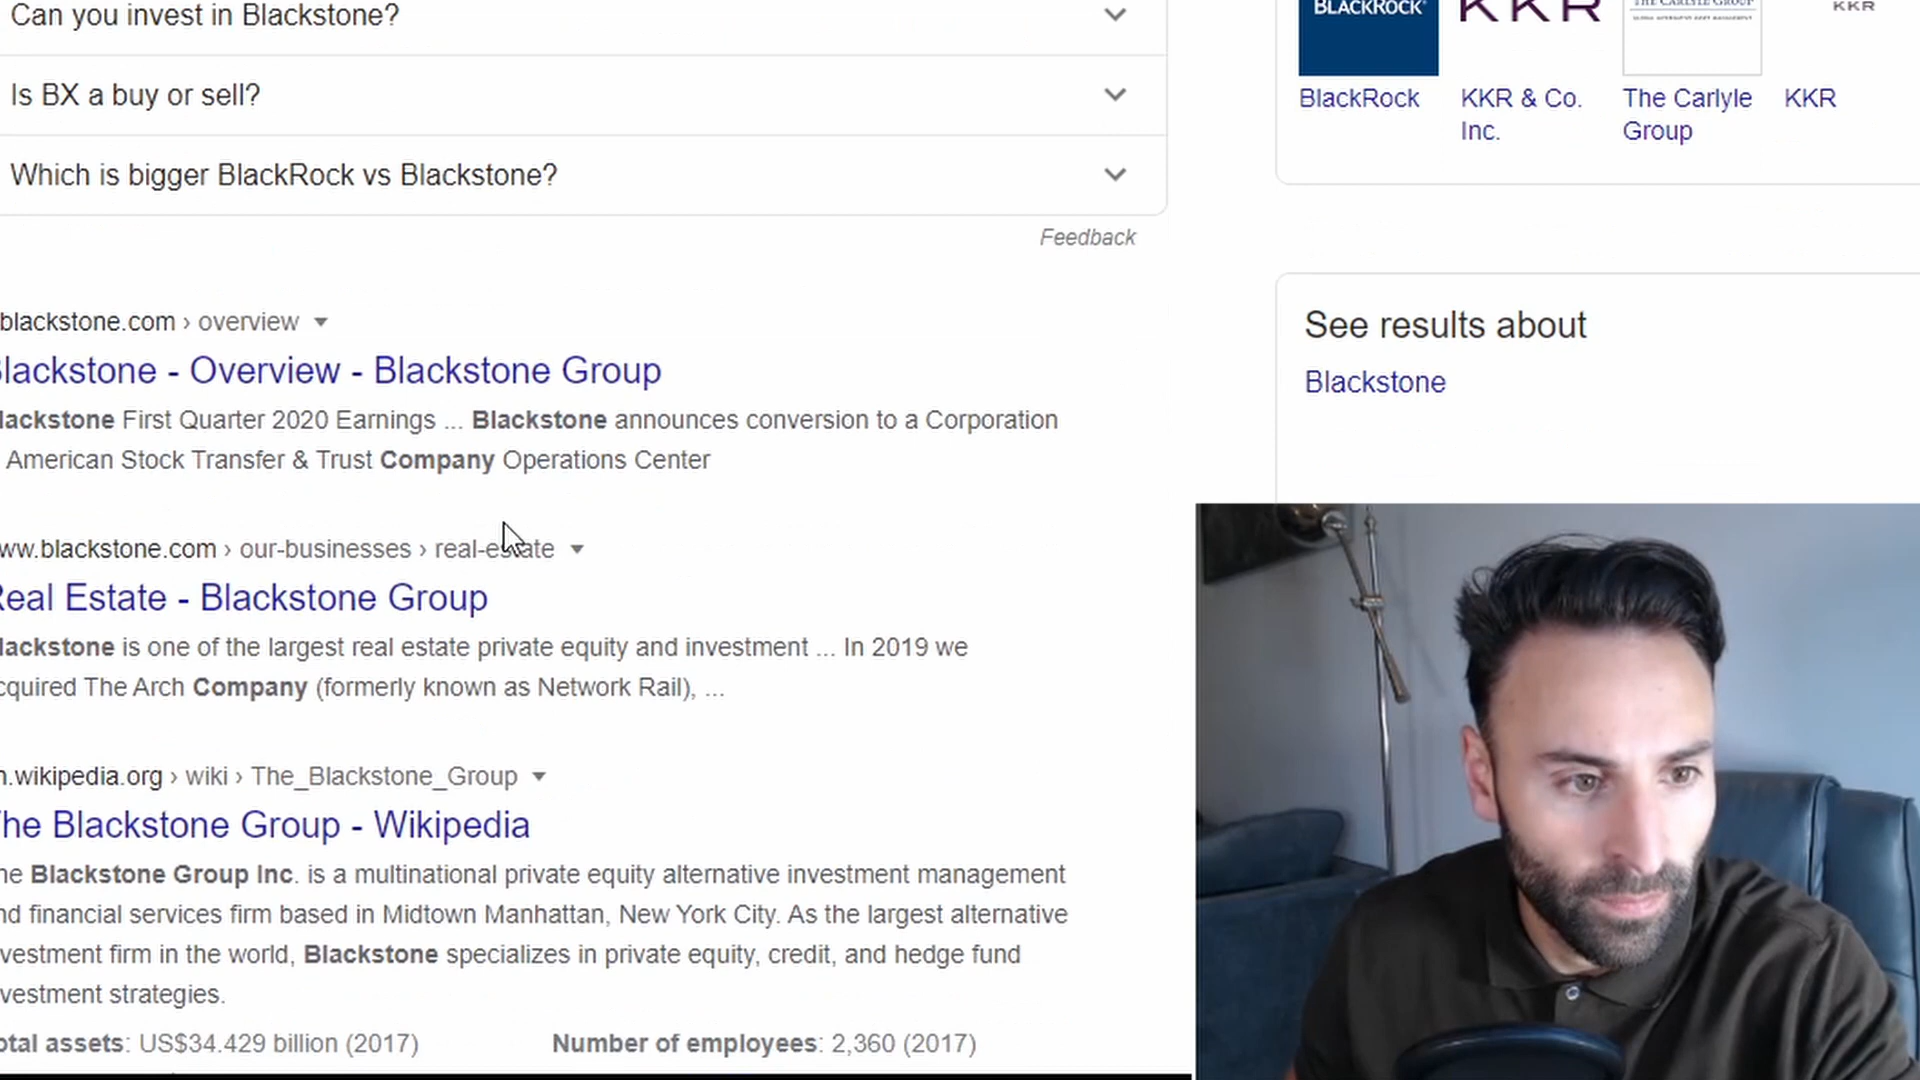 Can you invest in Blackstone?
Is BX a buy or sell?
Which is bigger BlackRock vs Blackstone?
Feedback
blackstone.com › overview
lackstone - Overview - Blackstone Group
lackstone First Quarter 2020 Earnings ... Blackstone announces conversion to a Corporation
American Stock Transfer & Trust Company Operations Center
ww.blackstone.com › our-businesses › real-estate
Real Estate - Blackstone Group
lackstone is one of the largest real estate private equity and investment ... In 2019 we
cquired The Arch Company (formerly known as Network Rail), ...
n.wikipedia.org › wiki › The_Blackstone_Group
The Blackstone Group - Wikipedia
he Blackstone Group Inc. is a multinational private equity alternative investment management
nd financial services firm based in Midtown Manhattan, New York City. As the largest alternative
vestment firm in the world, Blackstone specializes in private equity, credit, and hedge fund
vestment strategies.
otal assets: US$34.429 billion (2017) Number of employees: 2,360 (2017)
BLACKROCK
KKR
THE CARLYLE GROUP
KKR
BlackRock
KKR & Co.
Inc.
The Carlyle
Group
KKR
See results about
Blackstone